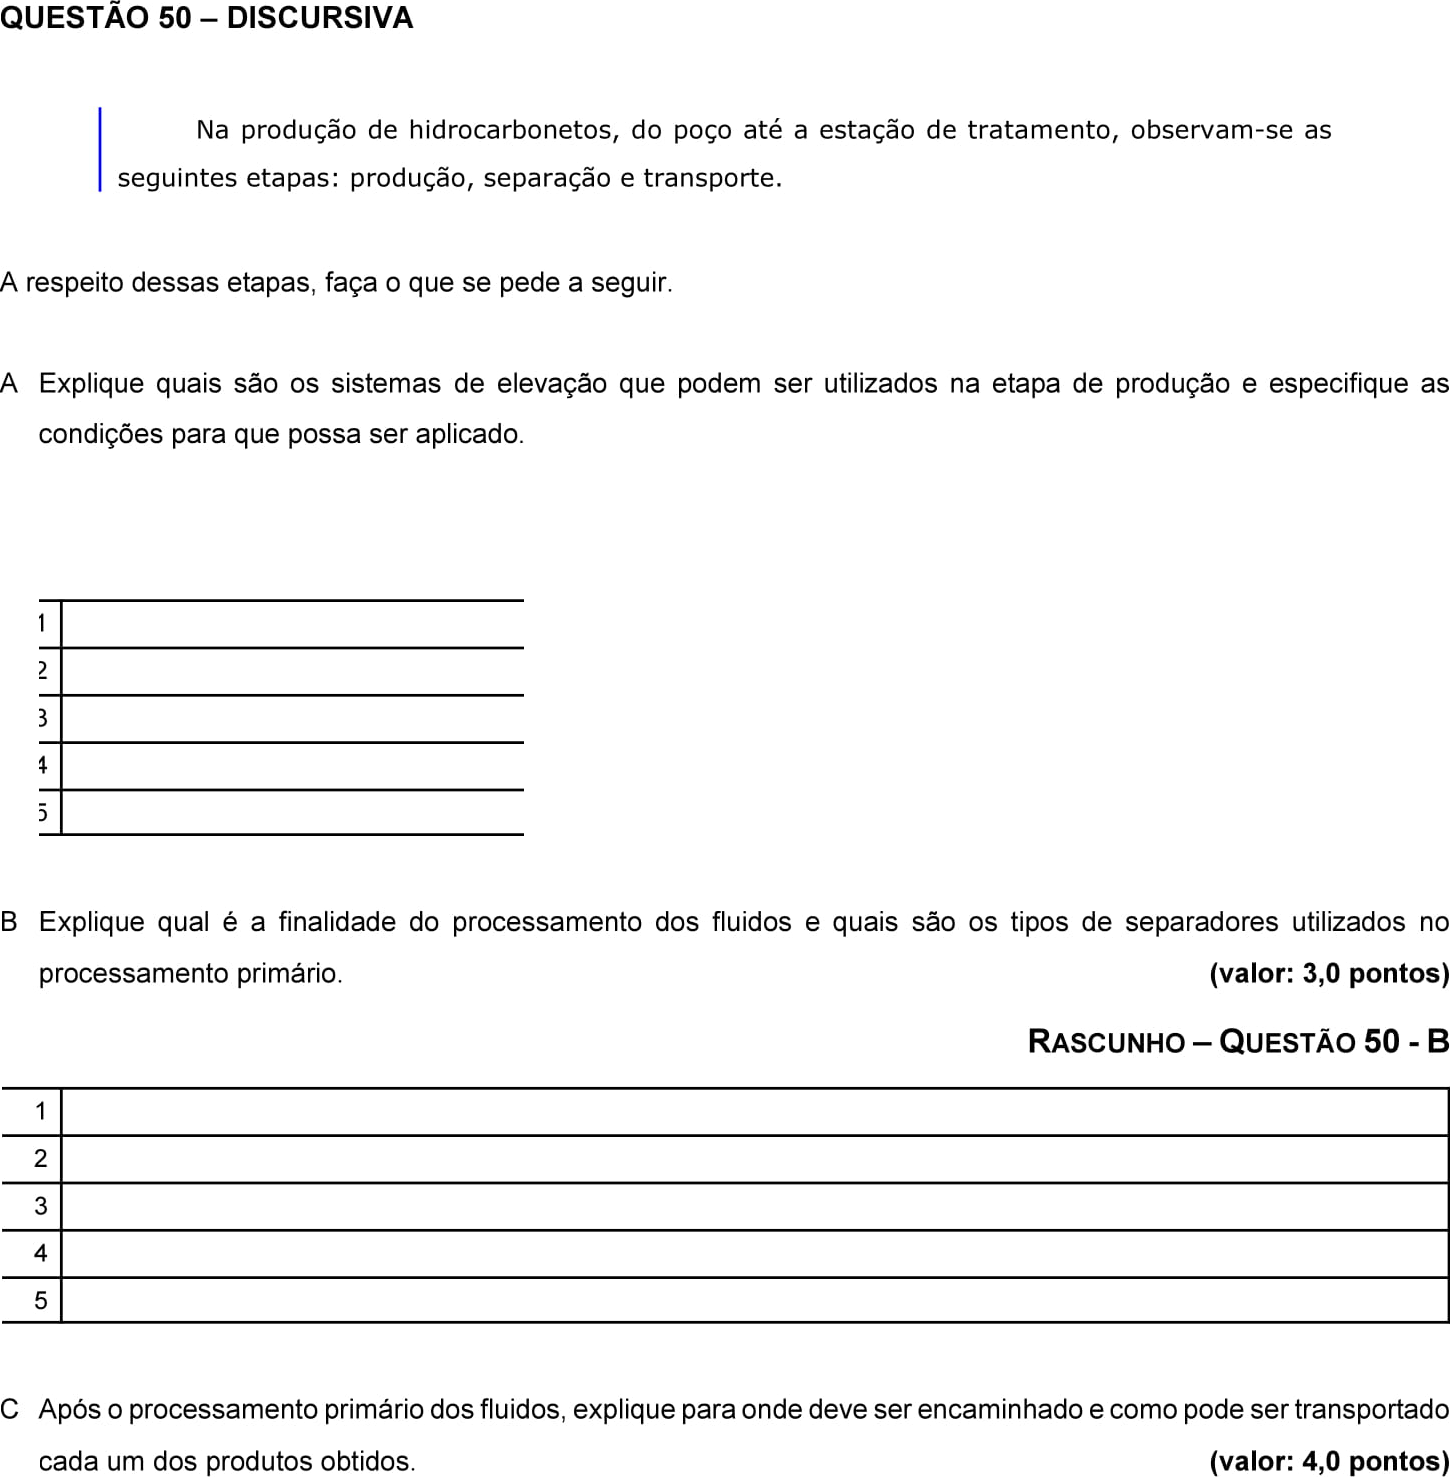 QUESTÃO 50 – DISCURSIVA
Na produção de hidrocarbonetos, do poço até a estação de tratamento, observam-se as
seguintes etapas: produção, separação e transporte.
A respeito dessas etapas, faça o que se pede a seguir.
A Explique quais são os sistemas de elevação que podem ser utilizados na etapa de produção e especifique as
condições para que possa ser aplicado.
1
2
3
4
5
B Explique qual é a finalidade do processamento dos fluidos e quais são os tipos de separadores utilizados no
processamento primário. (valor: 3,0 pontos)
RASCUNHO – QUESTÃO 50 - B
1
2
3
4
5
C Após o processamento primário dos fluidos, explique para onde deve ser encaminhado e como pode ser transportado
cada um dos produtos obtidos. (valor: 4,0 pontos)